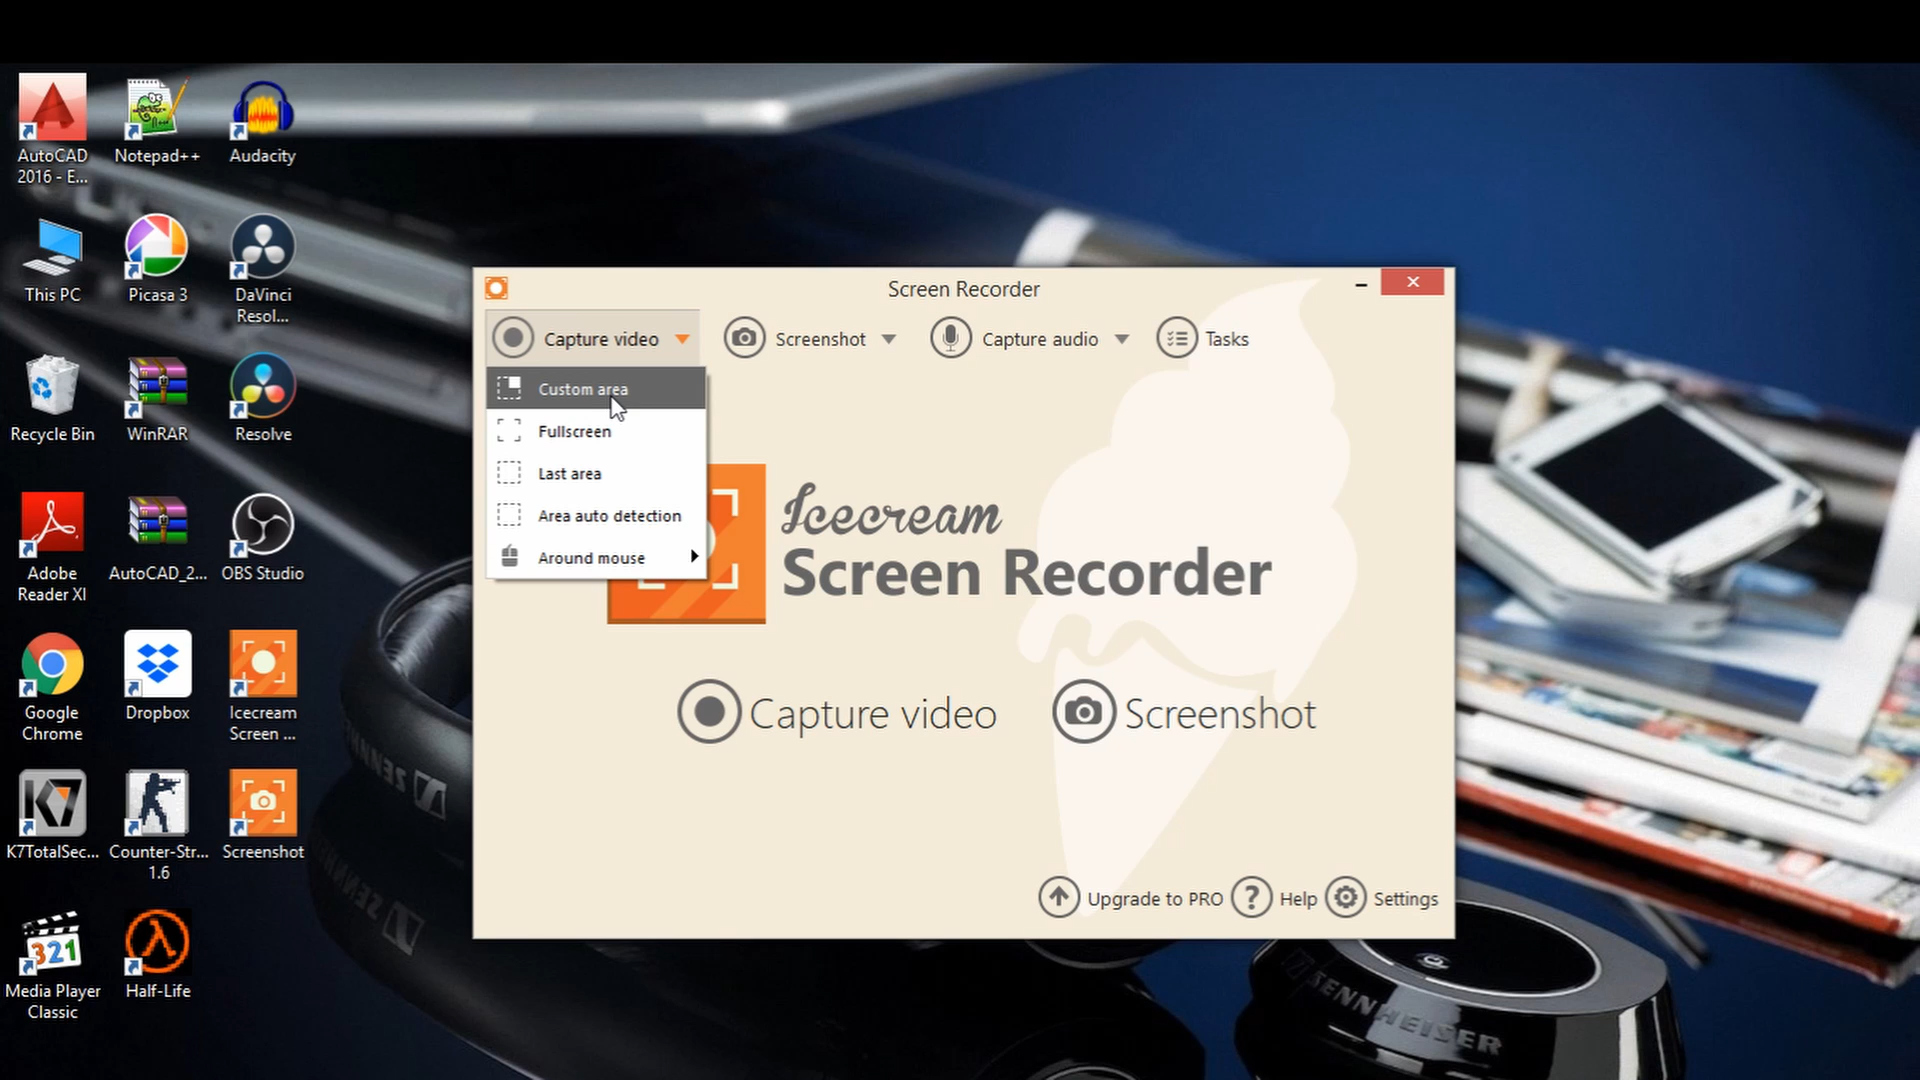 AutoCAD
2016 - E...
Notepad++
Audacity
This PC
Picasa 3
DaVinci
Resol...
Recycle Bin
WinRAR
Resolve
Adobe
Reader XI
AutoCAD_2...
OBS Studio
Google
Chrome
Dropbox
Icecream
Screen ...
K7
K7TotalSec...
Counter-Str...
1.6
Screenshot
321
Media Player
Classic
Half-Life
Screen Recorder
Capture video
Screenshot
Capture audio
Tasks
Custom area
Fullscreen
Last area
Area auto detection
Around mouse
Icecream
Screen Recorder
Capture video
Screenshot
Upgrade to PRO
? Help
Settings
SENNHEISER